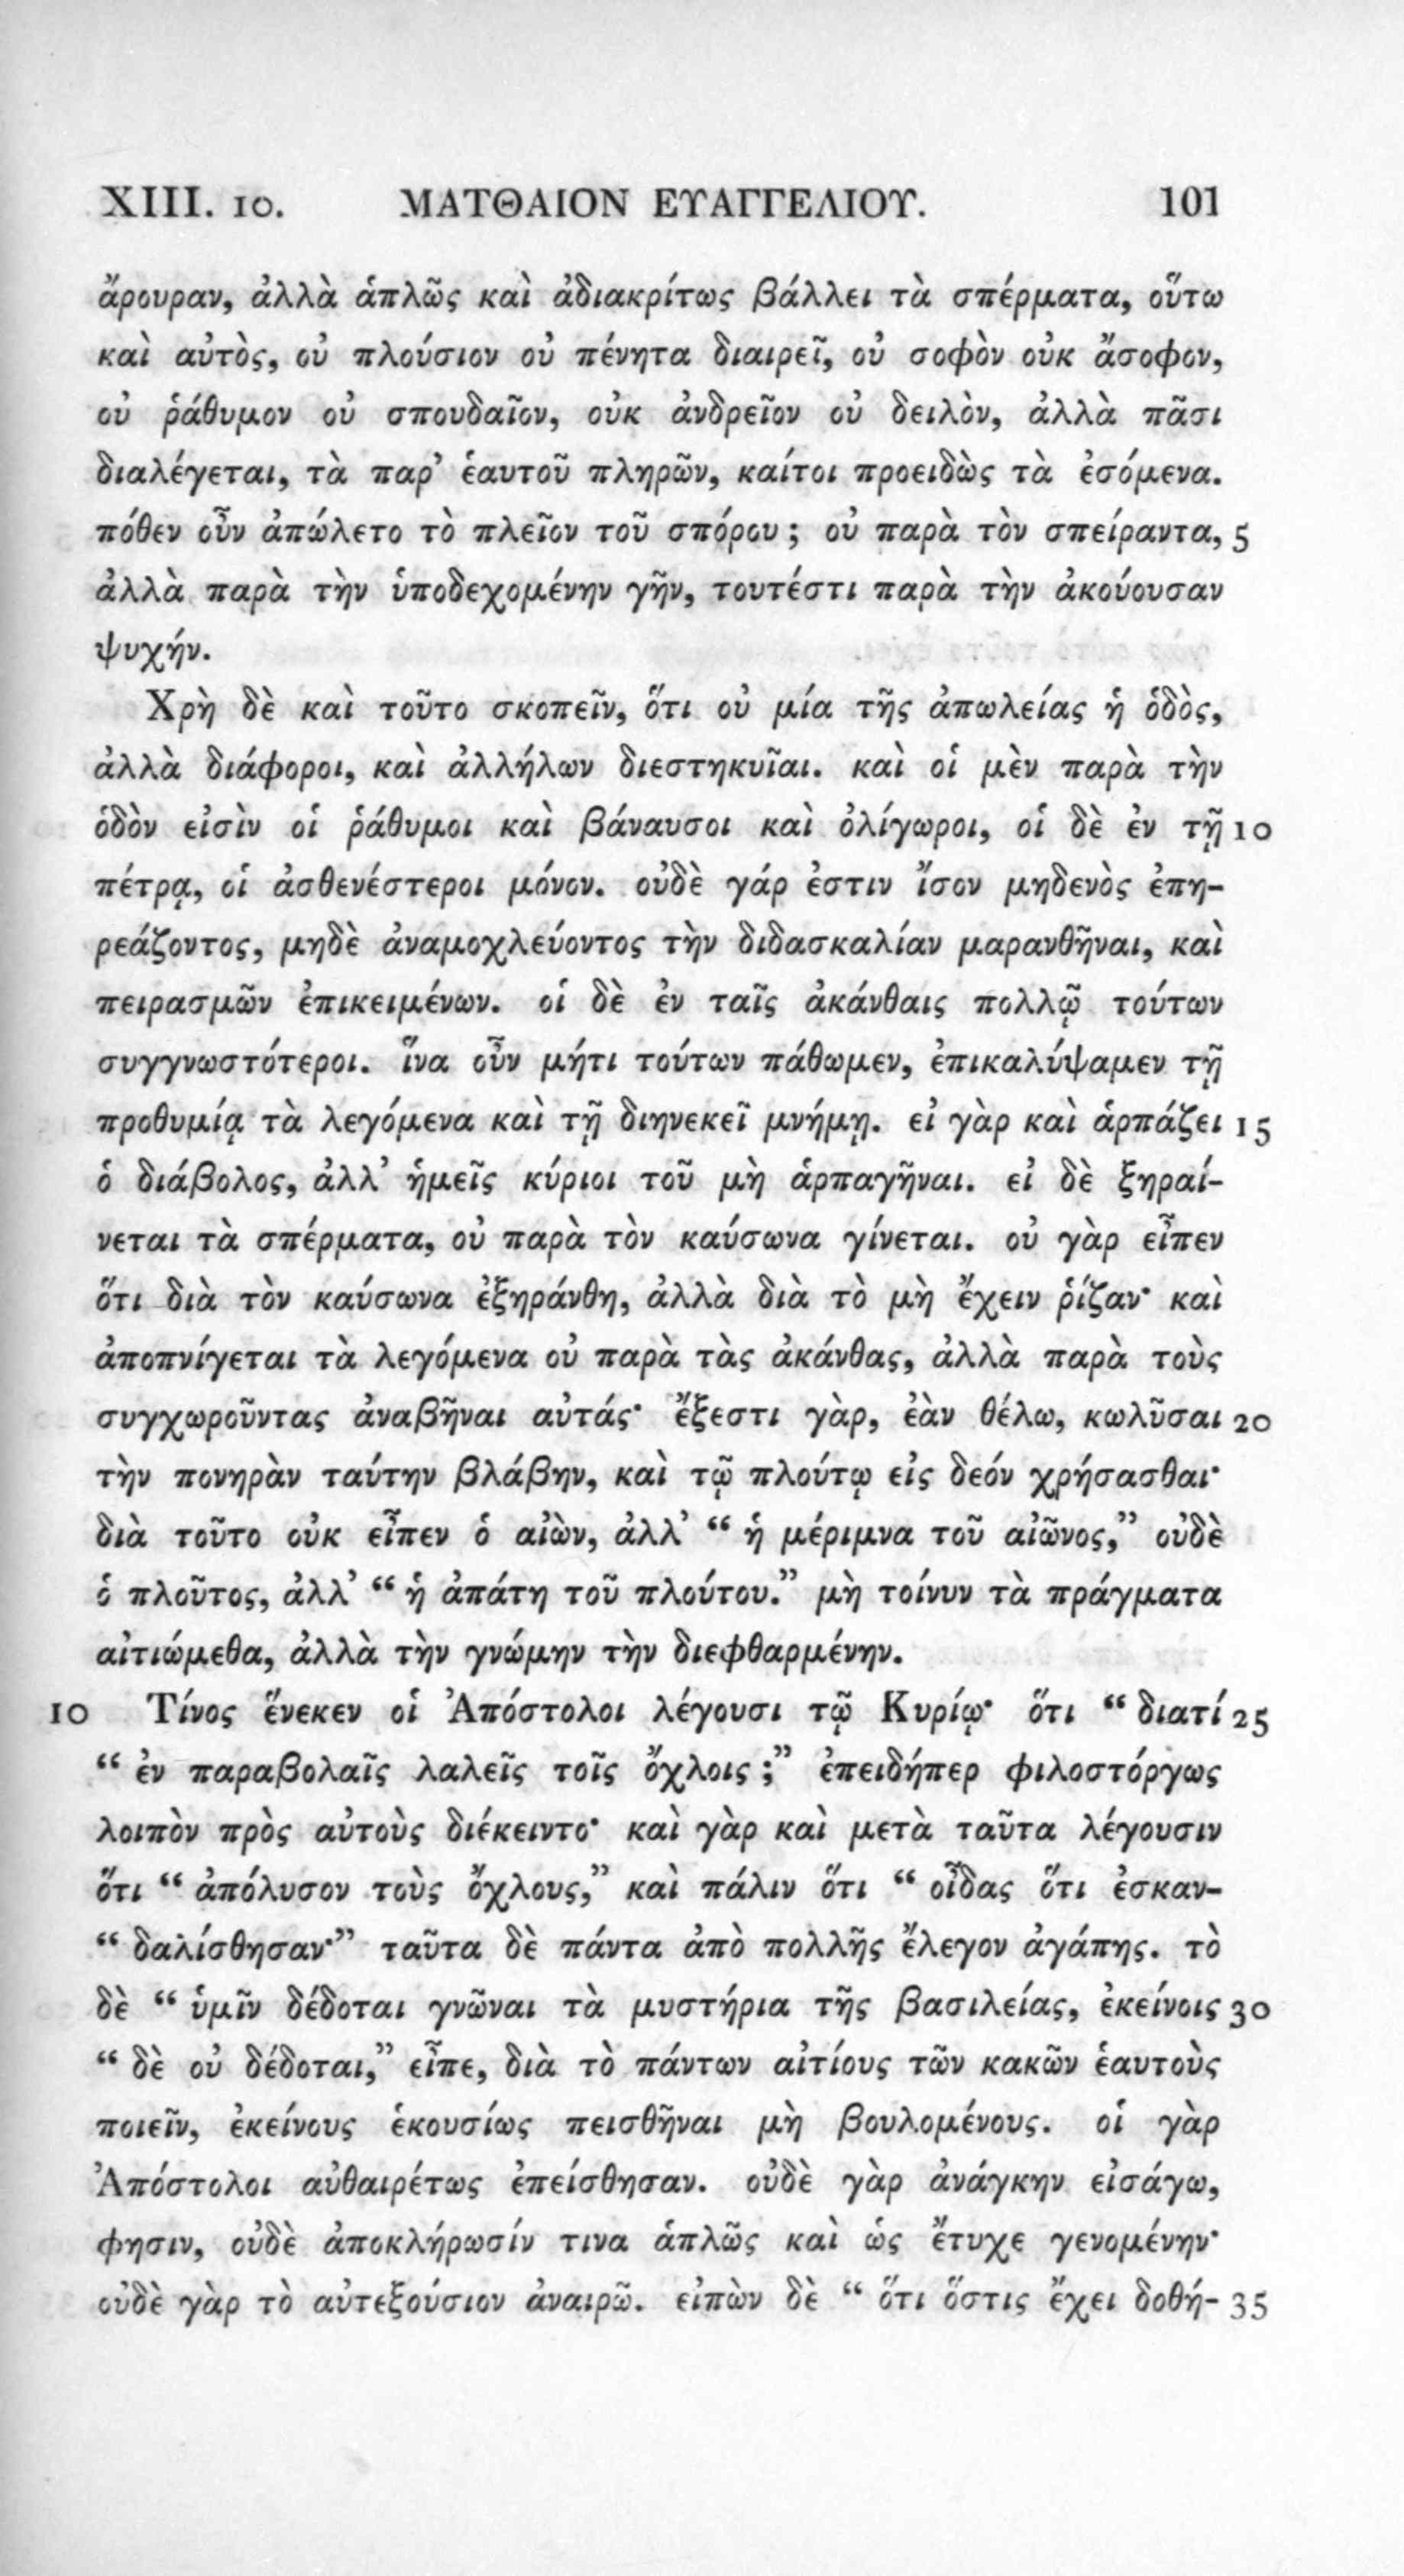 XIII. 10. ΜΑΤΘΑΙΟΝ ΕΥΑΓΓΕΛΙΟΥ. 101
ἄρουραν, ἀλλὰ ἁπλῶς καὶ ἀδιακρίτως βάλλει τὰ σπέρματα, οὕτω
καὶ αὐτὸς, οὐ πλούσιον οὐ πένητα διαιρεῖ, οὐ σοφὸν οὐκ ἄσοφον,
οὐ ῥάθυμον οὐ σπουδαῖον, οὐκ ἀνδρεῖον οὐ δειλὸν, ἀλλὰ πᾶσι
διαλέγεται, τὰ παρ’ ἑαυτοῦ πληρῶν, καίτοι προειδὼς τὰ ἐσόμενα.
πόθεν οὖν ἀπώλετο τὸ πλεῖον τοῦ σπόρου ; οὐ παρὰ τὸν σπείραντα, 5
ἀλλὰ παρὰ τὴν ὑποδεχομένην γῆν, τουτέστι παρὰ τὴν ἀκούουσαν
ψυχήν.
Χρὴ δὲ καὶ τοῦτο σκοπεῖν, ὅτι οὐ μία τῆς ἀπωλείας ἡ ὁδὸς,
ἀλλὰ διάφοροι, καὶ ἀλλήλων διεστηκυῖαι. καὶ οἱ μὲν παρὰ τὴν
ὁδὸν εἰσὶν οἱ ῥάθυμοι καὶ βάναυσοι καὶ ὀλίγωροι, οἱ δὲ ἐν τῇ 10
πέτρᾳ, οἱ ἀσθενέστεροι μόνον. οὐδὲ γάρ ἐστιν ἴσον μηδενὸς ἐπη-
ρεάζοντος, μηδὲ ἀναμοχλεύοντος τὴν διδασκαλίαν μαρανθῆναι, καὶ
πειρασμῶν ἐπικειμένων. οἱ δὲ ἐν ταῖς ἀκάνθαις πολλῷ τούτων
συγγνωστότεροι. ἵνα οὖν μήτι τούτων πάθωμεν, ἐπικαλύψαμεν τῇ
προθυμίᾳ τὰ λεγόμενα καὶ τῇ διηνεκεῖ μνήμῃ. εἰ γὰρ καὶ ἁρπάζει 15
ὁ διάβολος, ἀλλ’ ἡμεῖς κύριοι τοῦ μὴ ἁρπαγῆναι. εἰ δὲ ξηραί-
νεται τὰ σπέρματα, οὐ παρὰ τὸν καύσωνα γίνεται. οὐ γὰρ εἶπεν
ὅτι διὰ τὸν καύσωνα ἐξηράνθη, ἀλλὰ διὰ τὸ μὴ ἔχειν ῥίζαν· καὶ
ἀποπνίγεται τὰ λεγόμενα οὐ παρὰ τὰς ἀκάνθας, ἀλλὰ παρὰ τοὺς
συγχωροῦντας ἀναβῆναι αὐτάς· ἔξεστι γὰρ, ἐὰν θέλω, κωλῦσαι 20
τὴν πονηρὰν ταύτην βλάβην, καὶ τῷ πλούτῳ εἰς δεόν χρήσασθαι·
διὰ τοῦτο οὐκ εἶπεν ὁ αἰὼν, ἀλλ’ “ ἡ μέριμνα τοῦ αἰῶνος,” οὐδὲ
ὁ πλοῦτος, ἀλλ’ “ ἡ ἀπάτη τοῦ πλούτου.” μὴ τοίνυν τὰ πράγματα
αἰτιώμεθα, ἀλλὰ τὴν γνώμην τὴν διεφθαρμένην.
10 Τίνος ἕνεκεν οἱ Ἀπόστολοι λέγουσι τῷ Κυρίῳ· ὅτι “ διατί 25
“ ἐν παραβολαῖς λαλεῖς τοῖς ὄχλοις ;” ἐπειδήπερ φιλοστόργως
λοιπὸν πρὸς αὐτοὺς διέκειντο· καὶ γὰρ καὶ μετὰ ταῦτα λέγουσιν
ὅτι “ ἀπόλυσον τοὺς ὄχλους,” καὶ πάλιν ὅτι “ οἶδας ὅτι ἐσκαν-
“ δαλίσθησαν·” ταῦτα δὲ πάντα ἀπὸ πολλῆς ἔλεγον ἀγάπης. τὸ
δὲ “ ὑμῖν δέδοται γνῶναι τὰ μυστήρια τῆς βασιλείας, ἐκείνοις 30
“ δὲ οὐ δέδοται,” εἶπε, διὰ τὸ πάντων αἰτίους τῶν κακῶν ἑαυτοὺς
ποιεῖν, ἐκείνους ἑκουσίως πεισθῆναι μὴ βουλομένους. οἱ γὰρ
Ἀπόστολοι αὐθαιρέτως ἐπείσθησαν. οὐδὲ γὰρ ἀνάγκην εἰσάγω,
φησιν, οὐδὲ ἀποκλήρωσίν τινα ἁπλῶς καὶ ὡς ἔτυχε γενομένην·
οὐδὲ γὰρ τὸ αὐτεξούσιον ἀναιρῶ. εἰπὼν δὲ “ ὅτι ὅστις ἔχει δοθή- 35